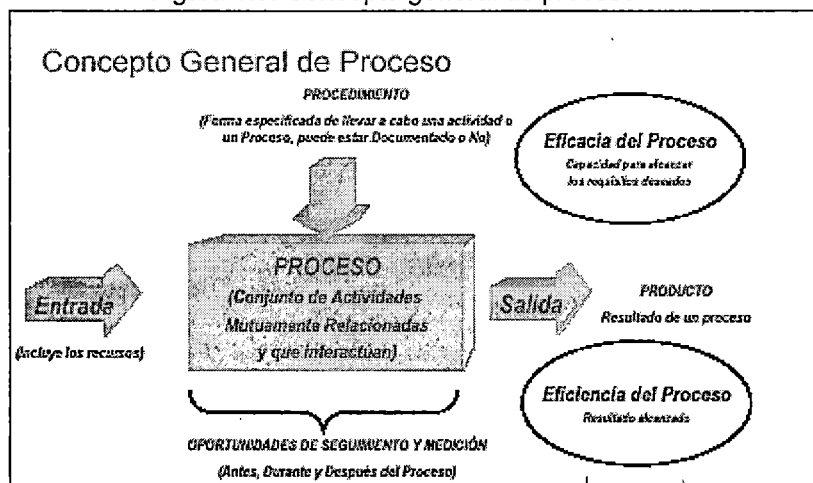 Concepto General de Proceso
PROCEDIMIENTO
(Forma especificada de llevar a cabo una actividad o
un Proceso, puede estar Documentado o No)
Eficacia del Proceso
Capacidad para alcanzar
los requisitos deseados
PROCESO
(Conjunto de Actividades
Mutuamente Relacionadas
y que interactúan)
Entrada
(Incluye los recursos)
Salida
PRODUCTO
Resultado de un proceso
Eficiencia del Proceso
Resultado alcanzado
OPORTUNIDADES DE SEGUIMIENTO Y MEDICIÓN
(Antes, Durante y Después del Proceso)